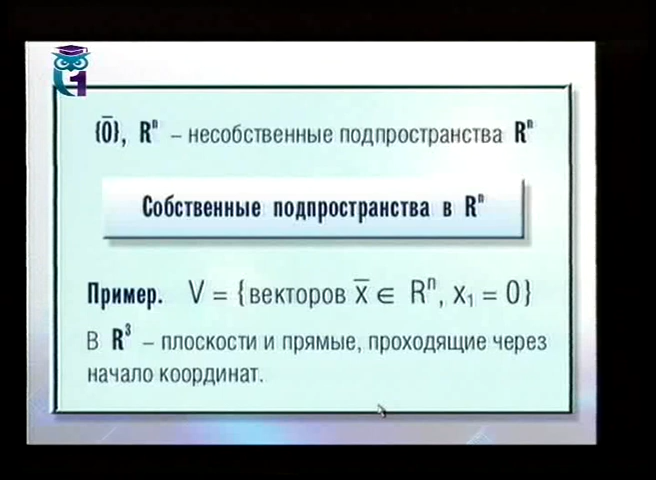 1
{0̅}, Rⁿ – несобственные подпространства Rⁿ
Собственные подпространства в Rⁿ
Пример. V = {векторов x̅ ∈ Rⁿ, x₁ = 0}
В R³ – плоскости и прямые, проходящие через
начало координат.